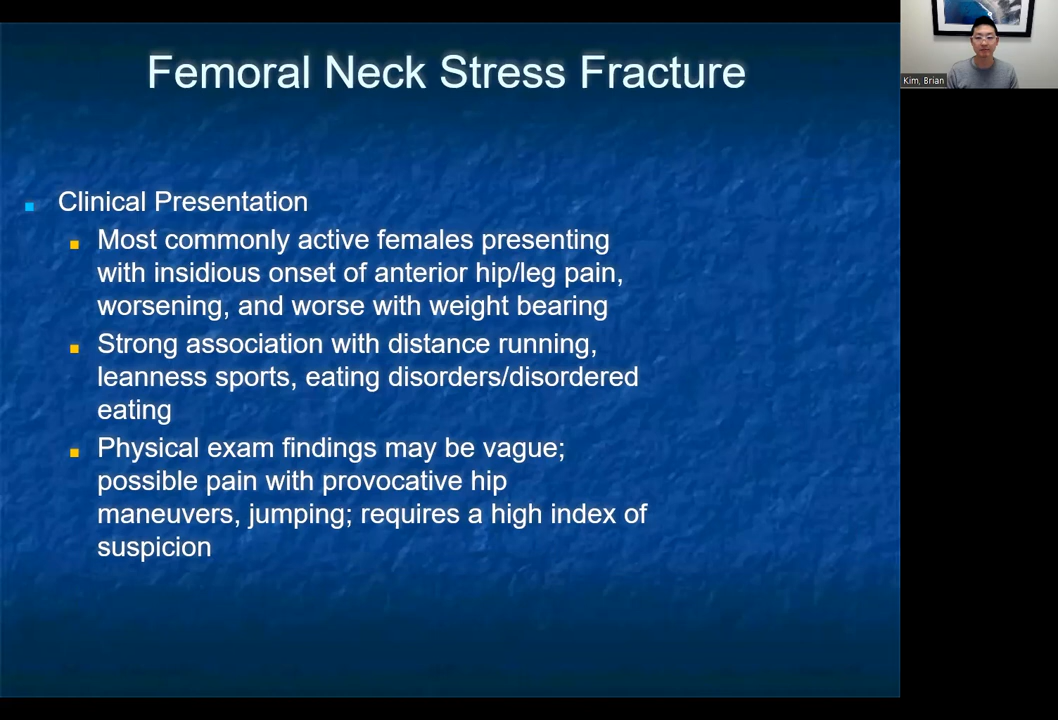 Femoral Neck Stress Fracture
Clinical Presentation
Most commonly active females presenting
with insidious onset of anterior hip/leg pain,
worsening, and worse with weight bearing
Strong association with distance running,
leanness sports, eating disorders/disordered
eating
Physical exam findings may be vague;
possible pain with provocative hip
maneuvers, jumping; requires a high index of
suspicion
Kim, Brian